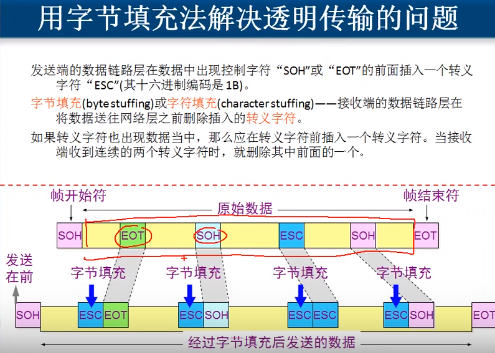 用字节填充法解决透明传输的问题
发送端的数据链路层在数据中出现控制字符“SOH”或“EOT”的前面插入一个转义
字符“ESC”(其十六进制编码是 1B)。
字节填充(byte stuffing)或字符填充(character stuffing)——接收端的数据链路层在
将数据送往网络层之前删除插入的转义字符。
如果转义字符也出现数据当中，那么应在转义字符前插入一个转义字符。当接收
端收到连续的两个转义字符时，就删除其中前面的一个。
帧开始符 原始数据 帧结束符
SOH EOT SOH ESC SOH EOT
发送
在前
字节填充 字节填充 字节填充 字节填充
SOH ESC EOT ESC SOH ESC ESC ESC SOH EOT
经过字节填充后发送的数据